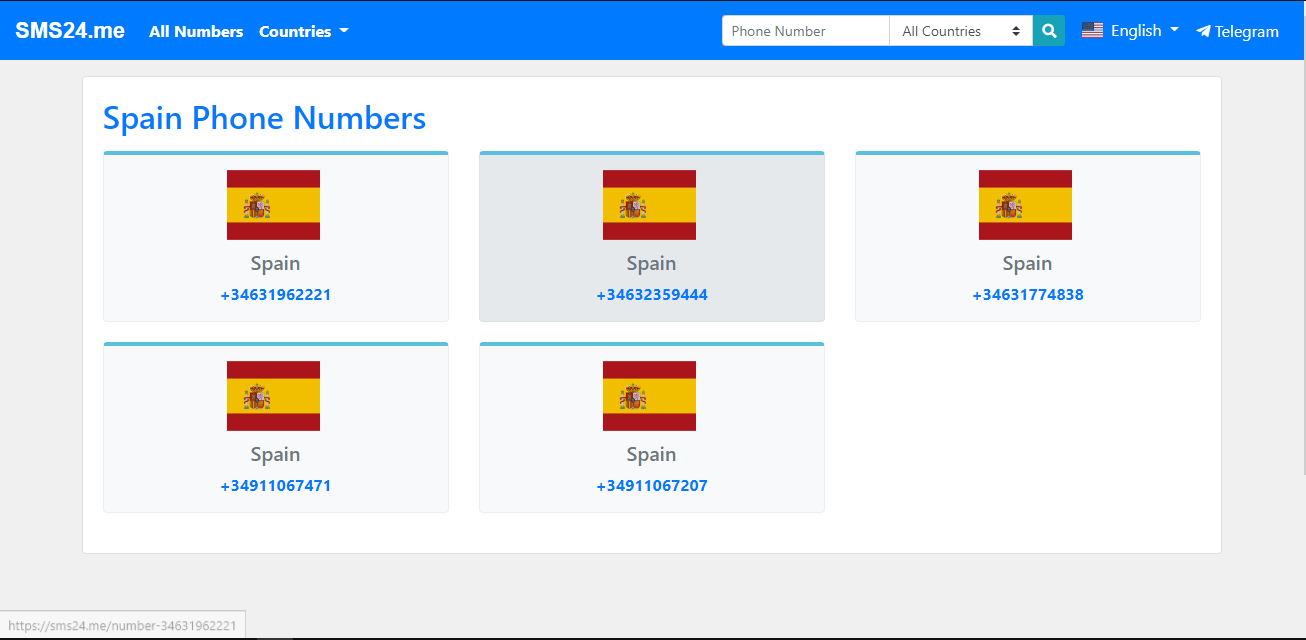 SMS24.me All Numbers Countries Phone Number All Countries English Telegram
Spain Phone Numbers
Spain Spain Spain
+34631962221 +34632359444 +34631774838
Spain Spain
+34911067471 +34911067207
https://sms24.me/number-34631962221